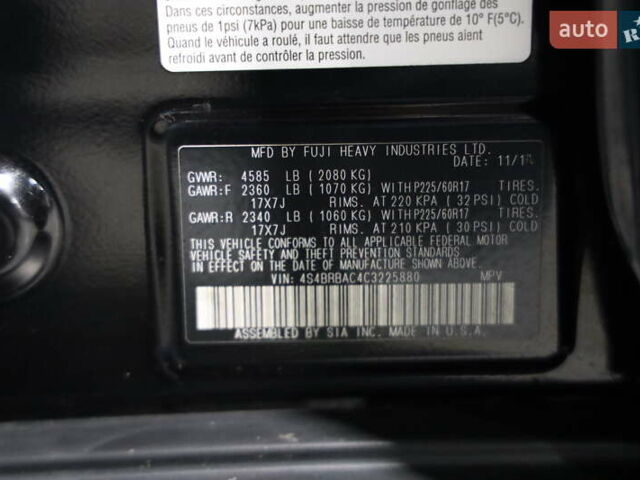 Dans ces circonstances, augmenter la pression de gonflage des
pneus de 1psi (7kPa) pour une baisse de température de 10° F(5°C).
Quand le véhicule a roulé, il faut attendre que les pneus aient
refroidi avant de contrôler la pression.
auto
MFD BY FUJI HEAVY INDUSTRIES LTD.
DATE: 11/11
GVWR: 4585 LB (2080 KG)
GAWR:F 2360 LB (1070 KG) WITH P225/60R17 TIRES.
17X7J RIMS. AT 220 KPA (32 PSI) COLD
GAWR:R 2340 LB (1060 KG) WITH P225/60R17 TIRES.
17X7J RIMS. AT 210 KPA (30 PSI) COLD
THIS VEHICLE CONFORMS TO ALL APPLICABLE FEDERAL MOTOR
VEHICLE SAFETY AND THEFT PREVENTION STANDARDS
IN EFFECT ON THE DATE OF MANUFACTURE SHOWN ABOVE.
VIN: 4S4BRBAC4C3225880 MPV
ASSEMBLED BY SIA INC. MADE IN U.S.A.